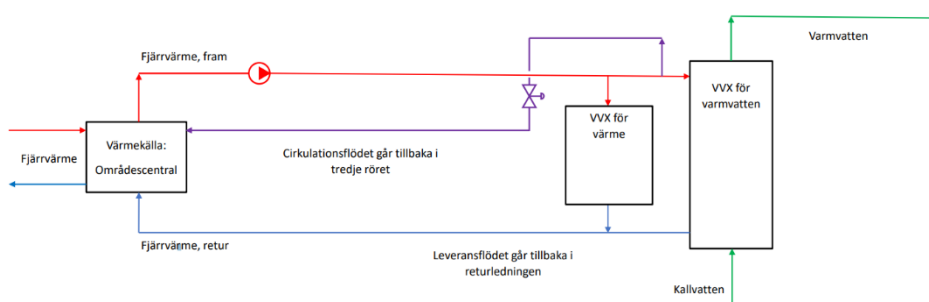 Fjärrvärme, fram
Varmvatten
VVX för
varmvatten
VVX för
värme
Värmekälla:
Områdescentral
Fjärrvärme
Cirkulationsflödet går tillbaka i
tredje röret
Fjärrvärme, retur
Leveransflödet går tillbaka i
returledningen
Kallvatten